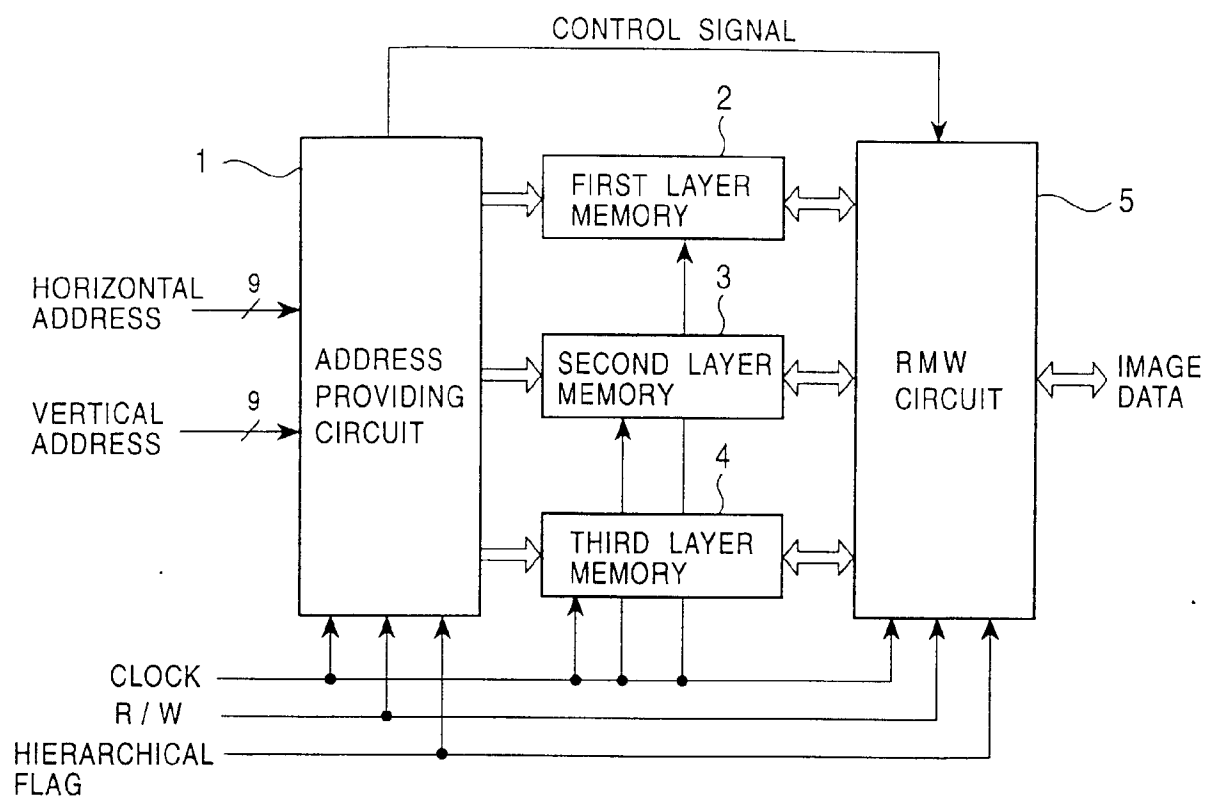 CONTROL SIGNAL
1
2
FIRST LAYER
MEMORY
5
HORIZONTAL
ADDRESS
9
3
ADDRESS
PROVIDING
CIRCUIT
SECOND LAYER
MEMORY
RMW
CIRCUIT
IMAGE
DATA
VERTICAL
ADDRESS
9
4
THIRD LAYER
MEMORY
CLOCK
R / W
HIERARCHICAL
FLAG